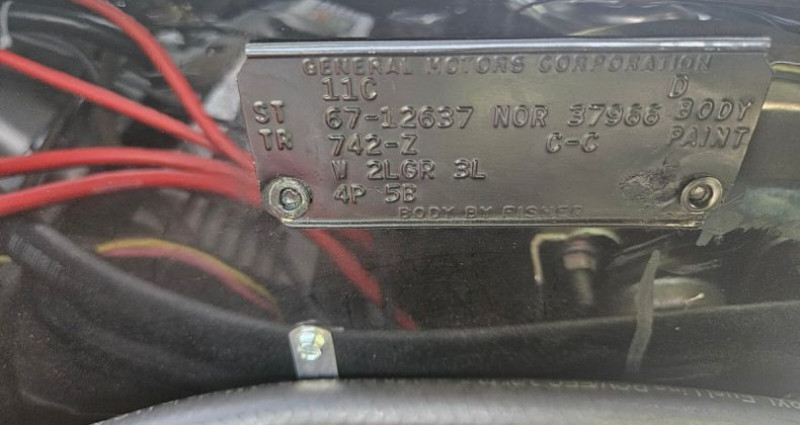 GENERAL MOTORS CORPORATION
11C D
ST 67-12637 NOR 37966 BODY
TR 742-Z C-C PAINT
W 2LGR 3L
4P 5B
BODY BY FISHER